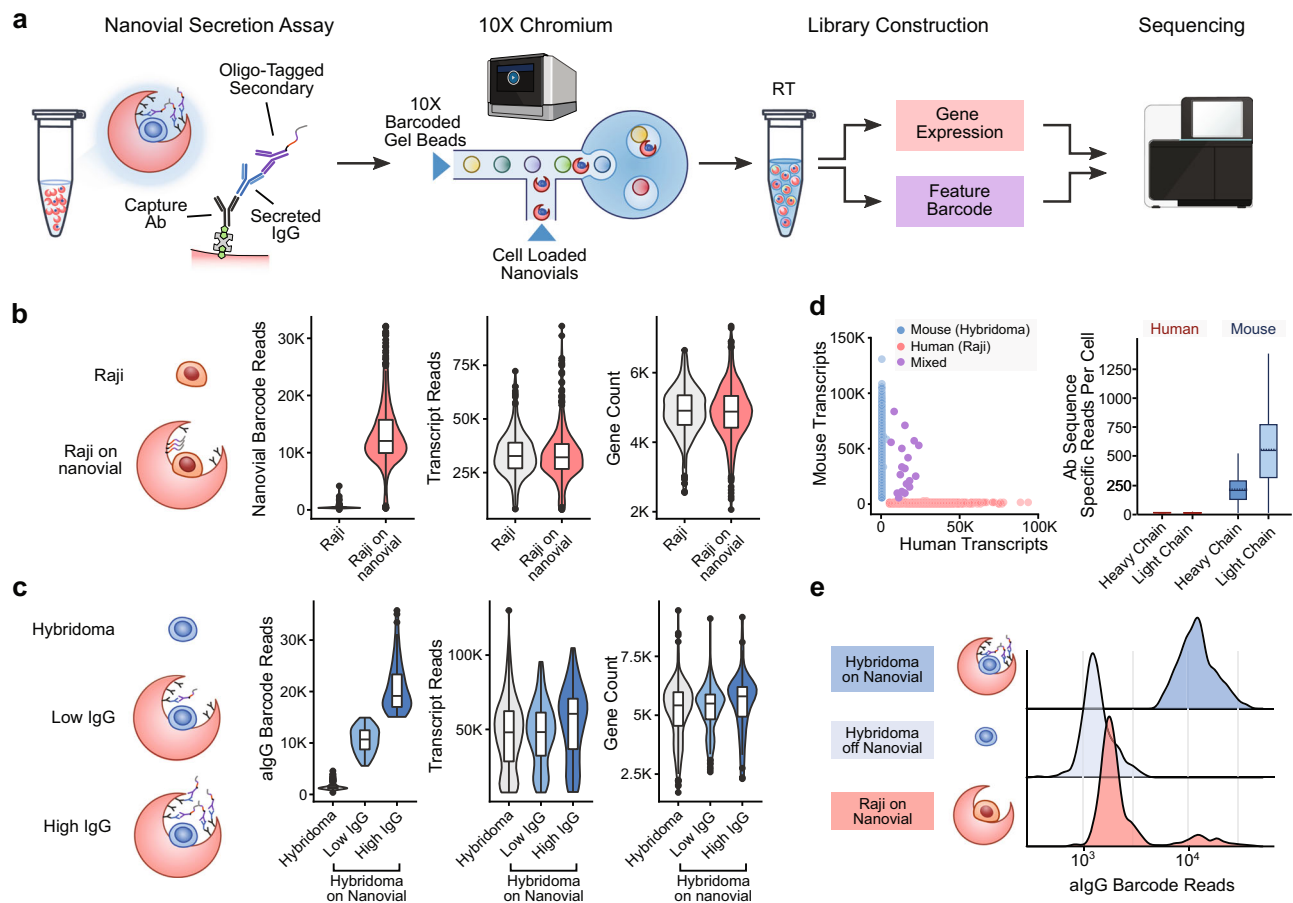 a
Nanovial Secretion Assay
10X Chromium
Library Construction
Sequencing
Oligo-Tagged
Secondary
10X
Barcoded
Gel Beads
RT
Gene
Expression
Feature
Barcode
Capture
Ab
Secreted
IgG
Cell Loaded
Nanovials
b
Raji
Raji on
nanovial
Nanovial Barcode Reads
30K
20K
10K
0
Raji
Raji on
nanovial
Transcript Reads
75K
50K
25K
Raji
Raji on
nanovial
Gene Count
6K
4K
2K
Raji
Raji on
nanovial
c
Hybridoma
Low IgG
High IgG
aIgG Barcode Reads
30K
20K
10K
0
Hybridoma
Low IgG
High IgG
Hybridoma
on Nanovial
Transcript Reads
100K
50K
Hybridoma
Low IgG
High IgG
Hybridoma
on Nanovial
Gene Count
7.5K
5K
2.5K
Hybridoma
Low IgG
High IgG
Hybridoma
on nanovial
d
Mouse Transcripts
150K
100K
50K
0
Mouse (Hybridoma)
Human (Raji)
Mixed
0
50K
100K
Human Transcripts
Ab Sequence
Specific Reads Per Cell
Human
Mouse
1250
1000
750
500
250
0
Heavy Chain
Light Chain
Heavy Chain
Light Chain
e
Hybridoma
on Nanovial
Hybridoma
off Nanovial
Raji on
Nanovial
10³
10⁴
aIgG Barcode Reads